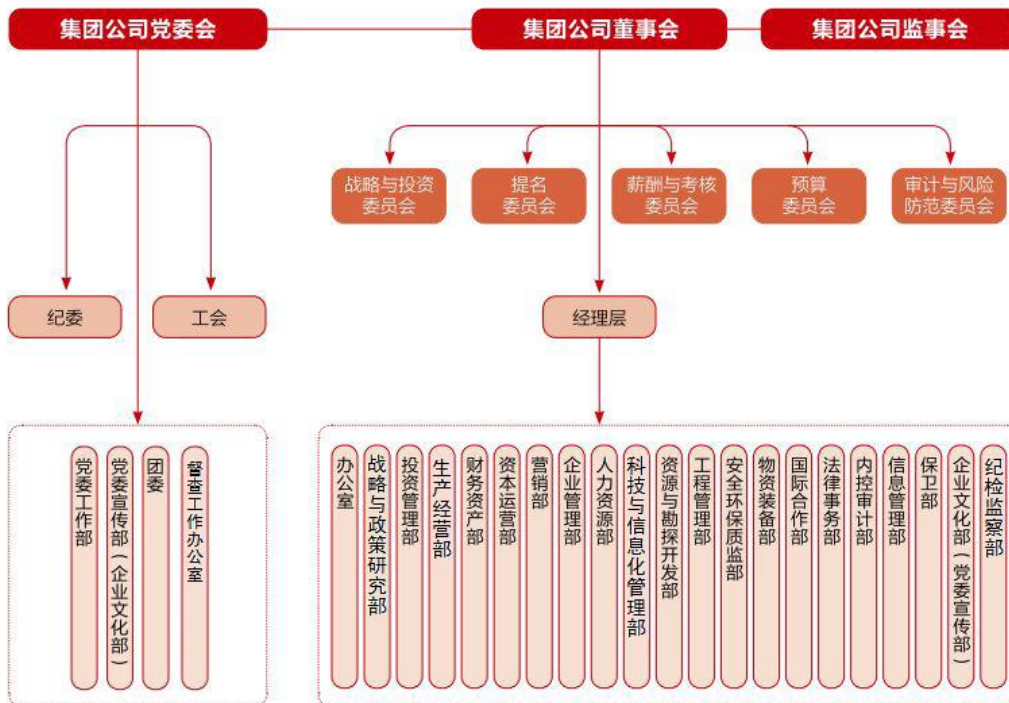 集团公司党委会
集团公司董事会
集团公司监事会
战略与投资
委员会
提名
委员会
薪酬与考核
委员会
预算
委员会
审计与风险
防范委员会
纪委
工会
经理层
党委工作部
党委宣传部(企业文化部)
团委
督查工作办公室
办公室
战略与政策研究部
投资管理部
生产经营部
财务资产部
资本运营部
营销部
企业管理部
人力资源部
科技与信息化管理部
资源与勘探开发部
工程管理部
安全环保质监部
物资装备部
国际合作部
法律事务部
内控审计部
信息管理部
保卫部
企业文化部(党委宣传部)
纪检监察部